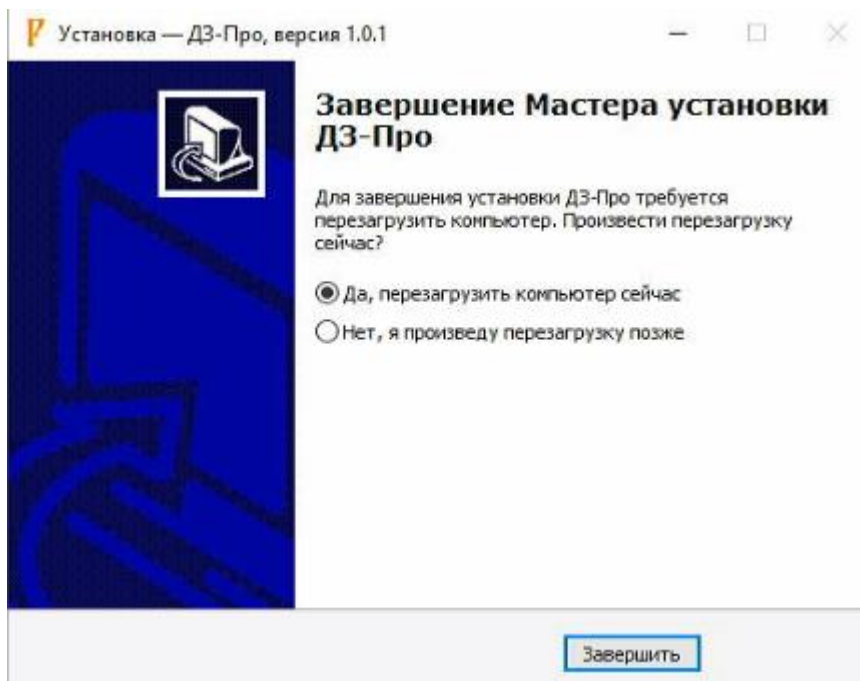 Установка — ДЗ-Про, версия 1.0.1
Завершение Мастера установки
ДЗ-Про
Для завершения установки ДЗ-Про требуется
перезагрузить компьютер. Произвести перезагрузку
сейчас?
Да, перезагрузить компьютер сейчас
Нет, я произведу перезагрузку позже
Завершить